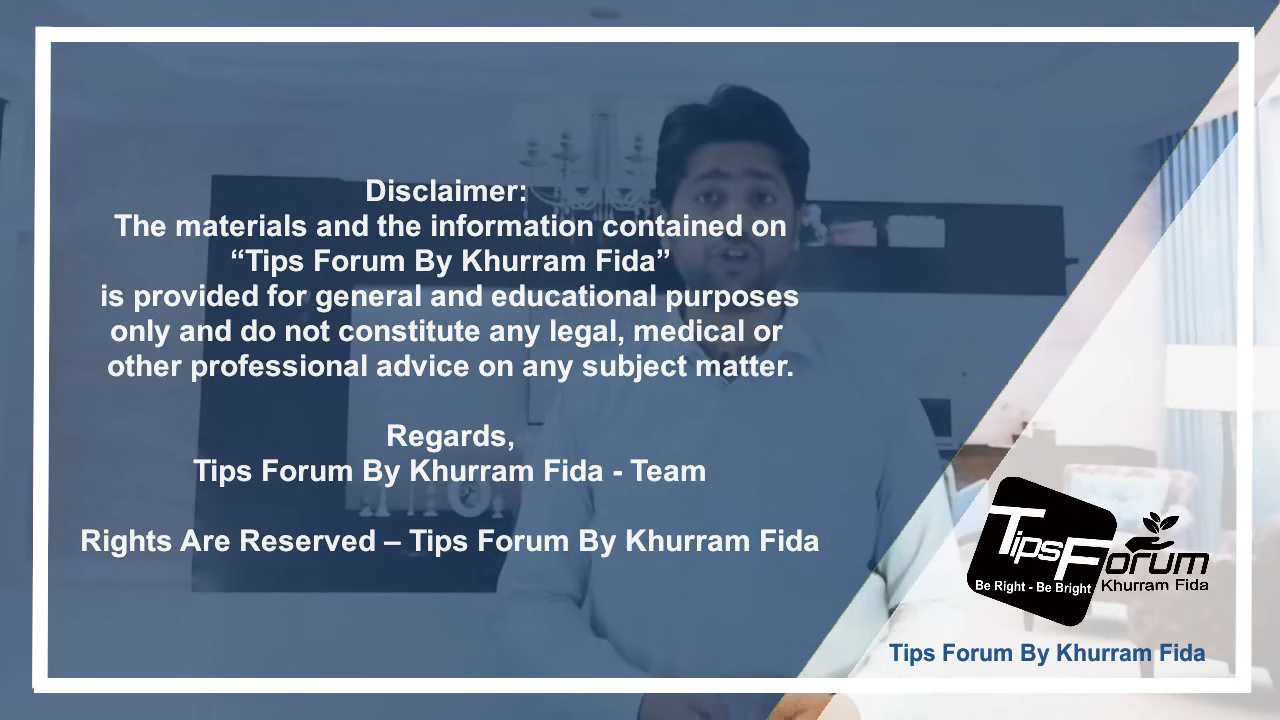 Disclaimer:
The materials and the information contained on
“Tips Forum By Khurram Fida”
is provided for general and educational purposes
only and do not constitute any legal, medical or
other professional advice on any subject matter.
Regards,
Tips Forum By Khurram Fida - Team
Rights Are Reserved – Tips Forum By Khurram Fida
TipsForum
Be Right - Be Bright Khurram Fida
Tips Forum By Khurram Fida